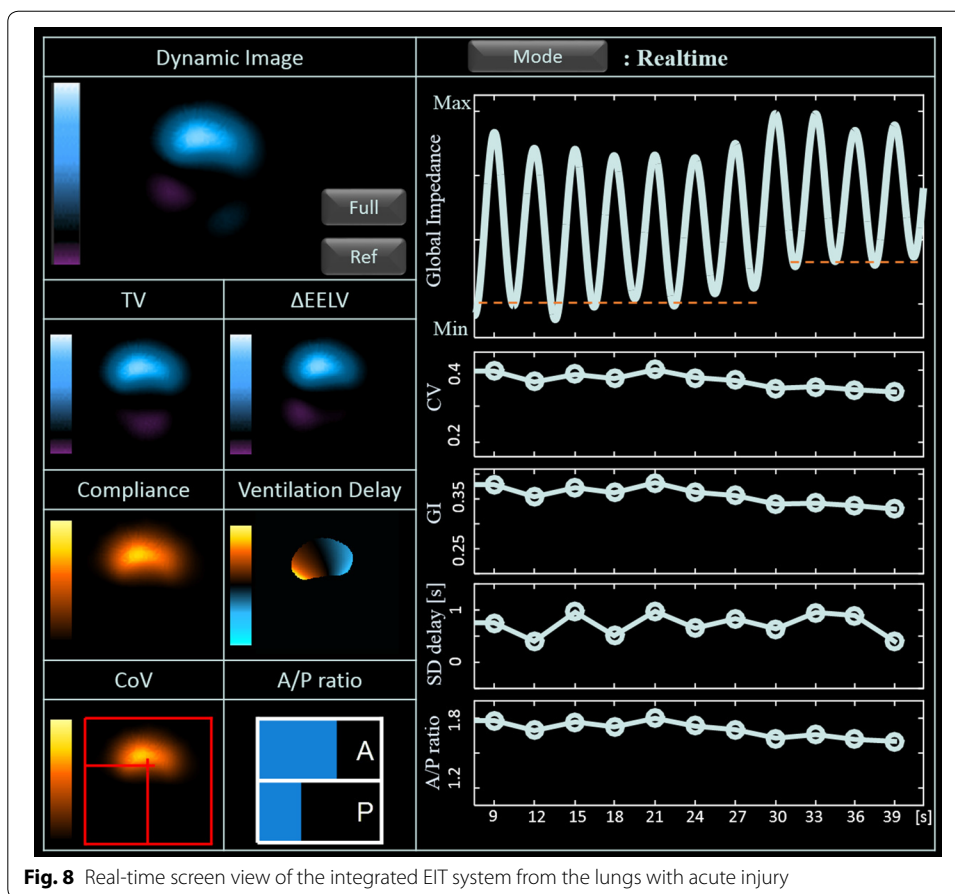 Dynamic Image
Mode : Realtime
Full
Ref
TV
ΔEELV
Compliance
Ventilation Delay
CoV
A/P ratio
A
P
Max
Global Impedance
Min
CV
0.4
0.2
GI
0.35
0.25
SD delay [s]
1
0
A/P ratio
1.8
1.2
9 12 15 18 21 24 27 30 33 36 39 [s]
Fig. 8 Real-time screen view of the integrated EIT system from the lungs with acute injury